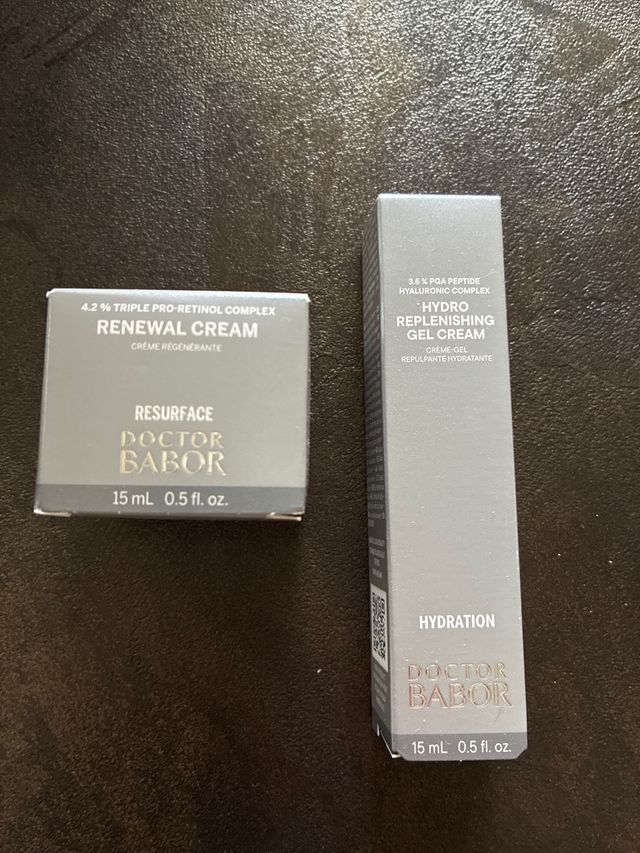 4.2 % TRIPLE PRO-RETINOL COMPLEX
RENEWAL CREAM
CRÈME RÉGÉNÉRANTE
RESURFACE
DOCTOR
BABOR
15 mL 0.5 fl. oz.
3.5 % PGA PEPTIDE
HYALURONIC COMPLEX
HYDRO
REPLENISHING
GEL CREAM
CRÈME-GEL
REPULPANTE HYDRATANTE
HYDRATION
DOCTOR
BABOR
15 mL 0.5 fl. oz.